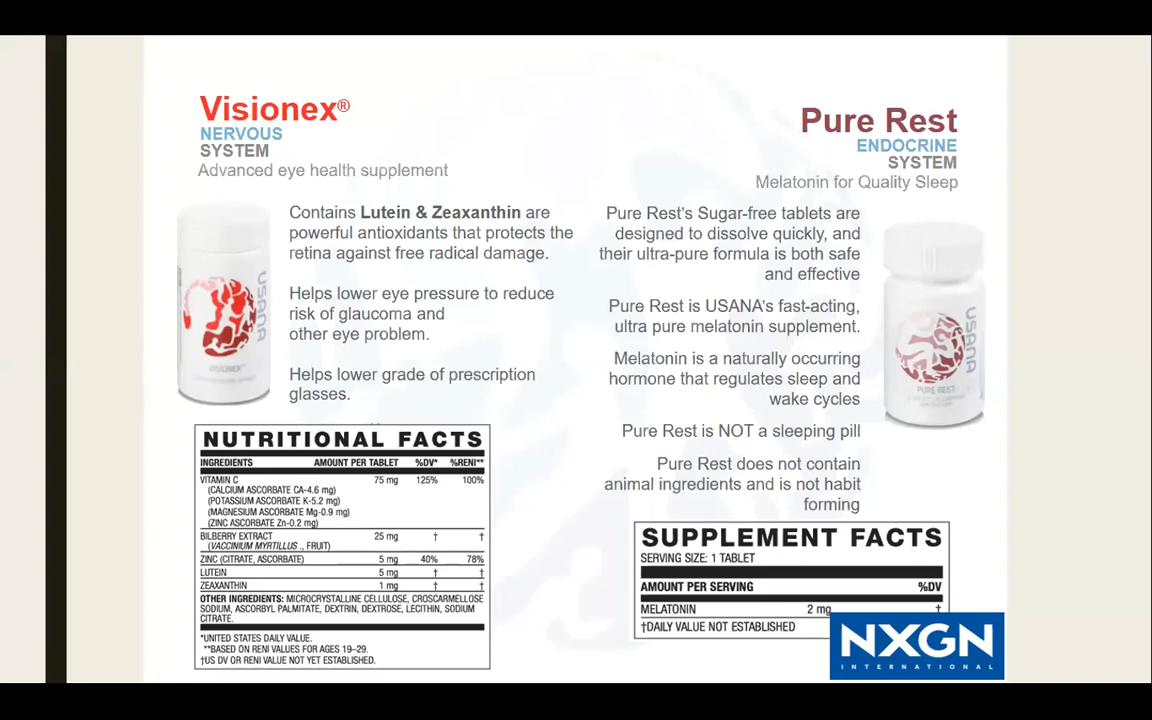 Visionex®
NERVOUS
SYSTEM
Advanced eye health supplement
Contains Lutein & Zeaxanthin are
powerful antioxidants that protects the
retina against free radical damage.
Helps lower eye pressure to reduce
risk of glaucoma and
other eye problem.
Helps lower grade of prescription
glasses.
USANA
VISIONEX
NUTRITIONAL FACTS
INGREDIENTS AMOUNT PER TABLET %DV* %RENI**
VITAMIN C 75 mg 125% 100%
(CALCIUM ASCORBATE CA-4.6 mg)
(POTASSIUM ASCORBATE K-5.2 mg)
(MAGNESIUM ASCORBATE Mg-0.9 mg)
(ZINC ASCORBATE Zn-0.2 mg)
BILBERRY EXTRACT 25 mg † †
(VACCINIUM MYRTILLUS ., FRUIT)
ZINC (CITRATE, ASCORBATE) 5 mg 40% 78%
LUTEIN 5 mg † †
ZEAXANTHIN 1 mg † †
OTHER INGREDIENTS: MICROCRYSTALLINE CELLULOSE, CROSCARMELLOSE
SODIUM, ASCORBYL PALMITATE, DEXTRIN, DEXTROSE, LECITHIN, SODIUM
CITRATE.
*UNITED STATES DAILY VALUE.
**BASED ON RENI VALUES FOR AGES 19–29.
†US DV OR RENI VALUE NOT YET ESTABLISHED.
Pure Rest
ENDOCRINE
SYSTEM
Melatonin for Quality Sleep
Pure Rest's Sugar-free tablets are
designed to dissolve quickly, and
their ultra-pure formula is both safe
and effective
Pure Rest is USANA's fast-acting,
ultra pure melatonin supplement.
Melatonin is a naturally occurring
hormone that regulates sleep and
wake cycles
Pure Rest is NOT a sleeping pill
Pure Rest does not contain
animal ingredients and is not habit
forming
USANA
PURE REST
SUPPLEMENT FACTS
SERVING SIZE: 1 TABLET
AMOUNT PER SERVING %DV
MELATONIN 2 mg †
†DAILY VALUE NOT ESTABLISHED
NXGN
INTERNATIONAL